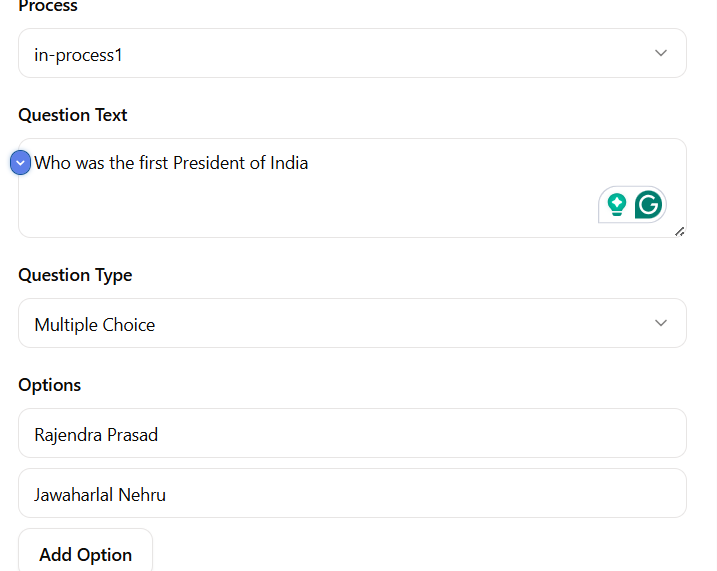 Process
in-process1
Question Text
Who was the first President of India
Question Type
Multiple Choice
Options
Rajendra Prasad
Jawaharlal Nehru
Add Option